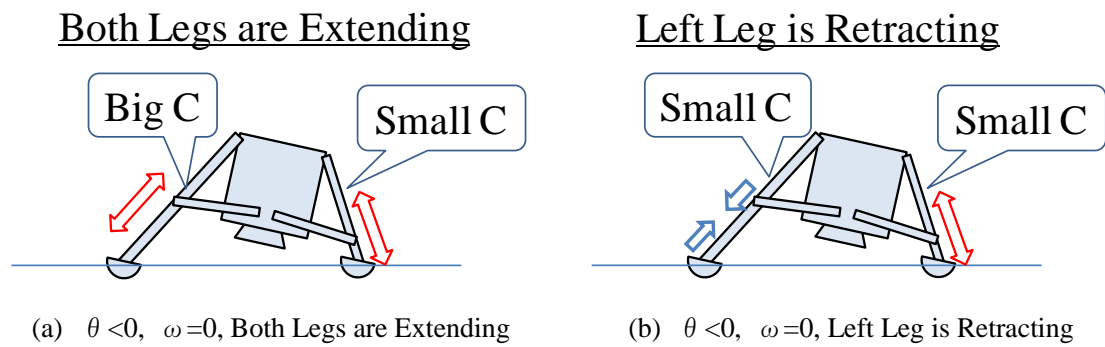 Both Legs are Extending
Left Leg is Retracting
Big C
Small C
Small C
Small C
(a) θ<0, ω=0, Both Legs are Extending
(b) θ<0, ω=0, Left Leg is Retracting